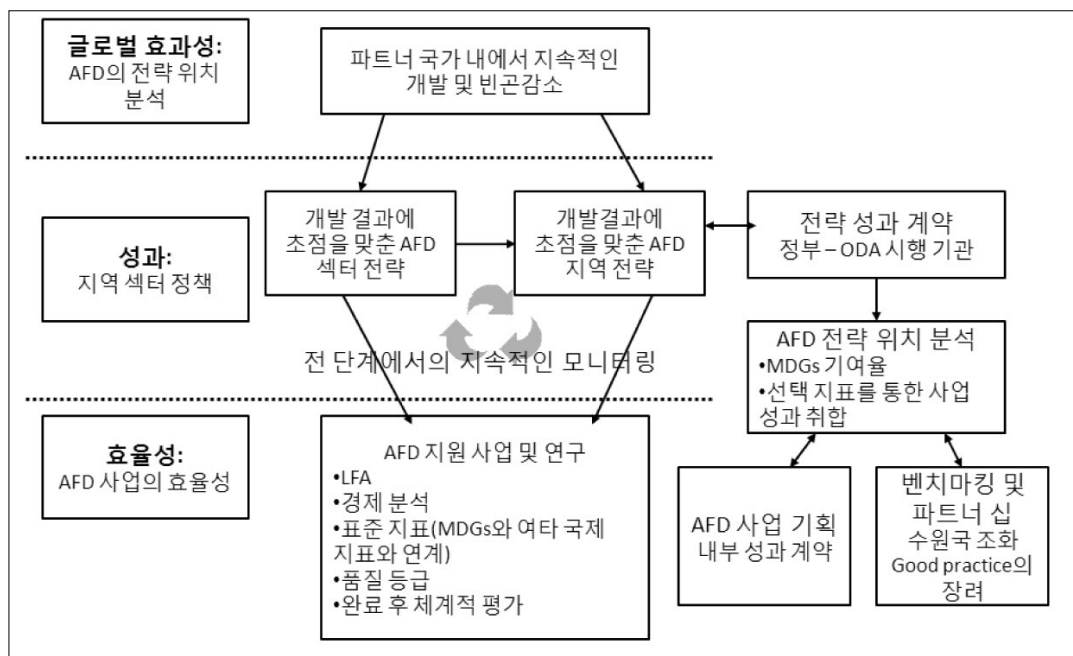 글로벌 효과성:
AFD의 전략 위치
분석
파트너 국가 내에서 지속적인
개발 및 빈곤감소
성과:
지역 섹터 정책
개발 결과에
초점을 맞춘 AFD
섹터 전략
개발결과에
초점을 맞춘 AFD
지역 전략
전략 성과 계약
정부 – ODA 시행 기관
전 단계에서의 지속적인 모니터링
AFD 전략 위치 분석
•MDGs 기여율
•선택 지표를 통한 사업
성과 취합
효율성:
AFD 사업의 효율성
AFD 지원 사업 및 연구
•LFA
•경제 분석
•표준 지표(MDGs와 여타 국제
지표와 연계)
•품질 등급
•완료 후 체계적 평가
AFD 사업 기획
내부 성과 계약
벤치마킹 및
파트너 십
수원국 조화
Good practice의
장려